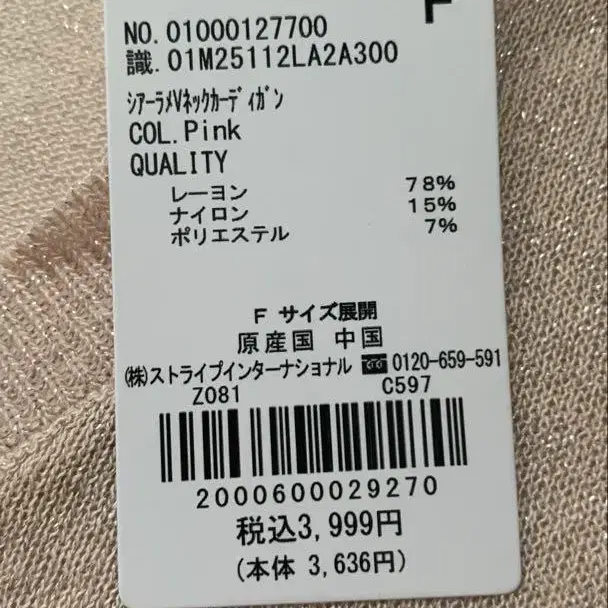 F
NO. 01000127700
識. 01M25112LA2A300
ｼｱｰﾗﾒVﾈｯｸｶｰﾃﾞｨｶﾞﾝ
COL. Pink
QUALITY
レーヨン 78%
ナイロン 15%
ポリエステル 7%
F サイズ展開
原産国 中国
(株)ストライプインターナショナル 0120-659-591
Z081 C597
2000600029270
税込3,999円
(本体 3,636円)